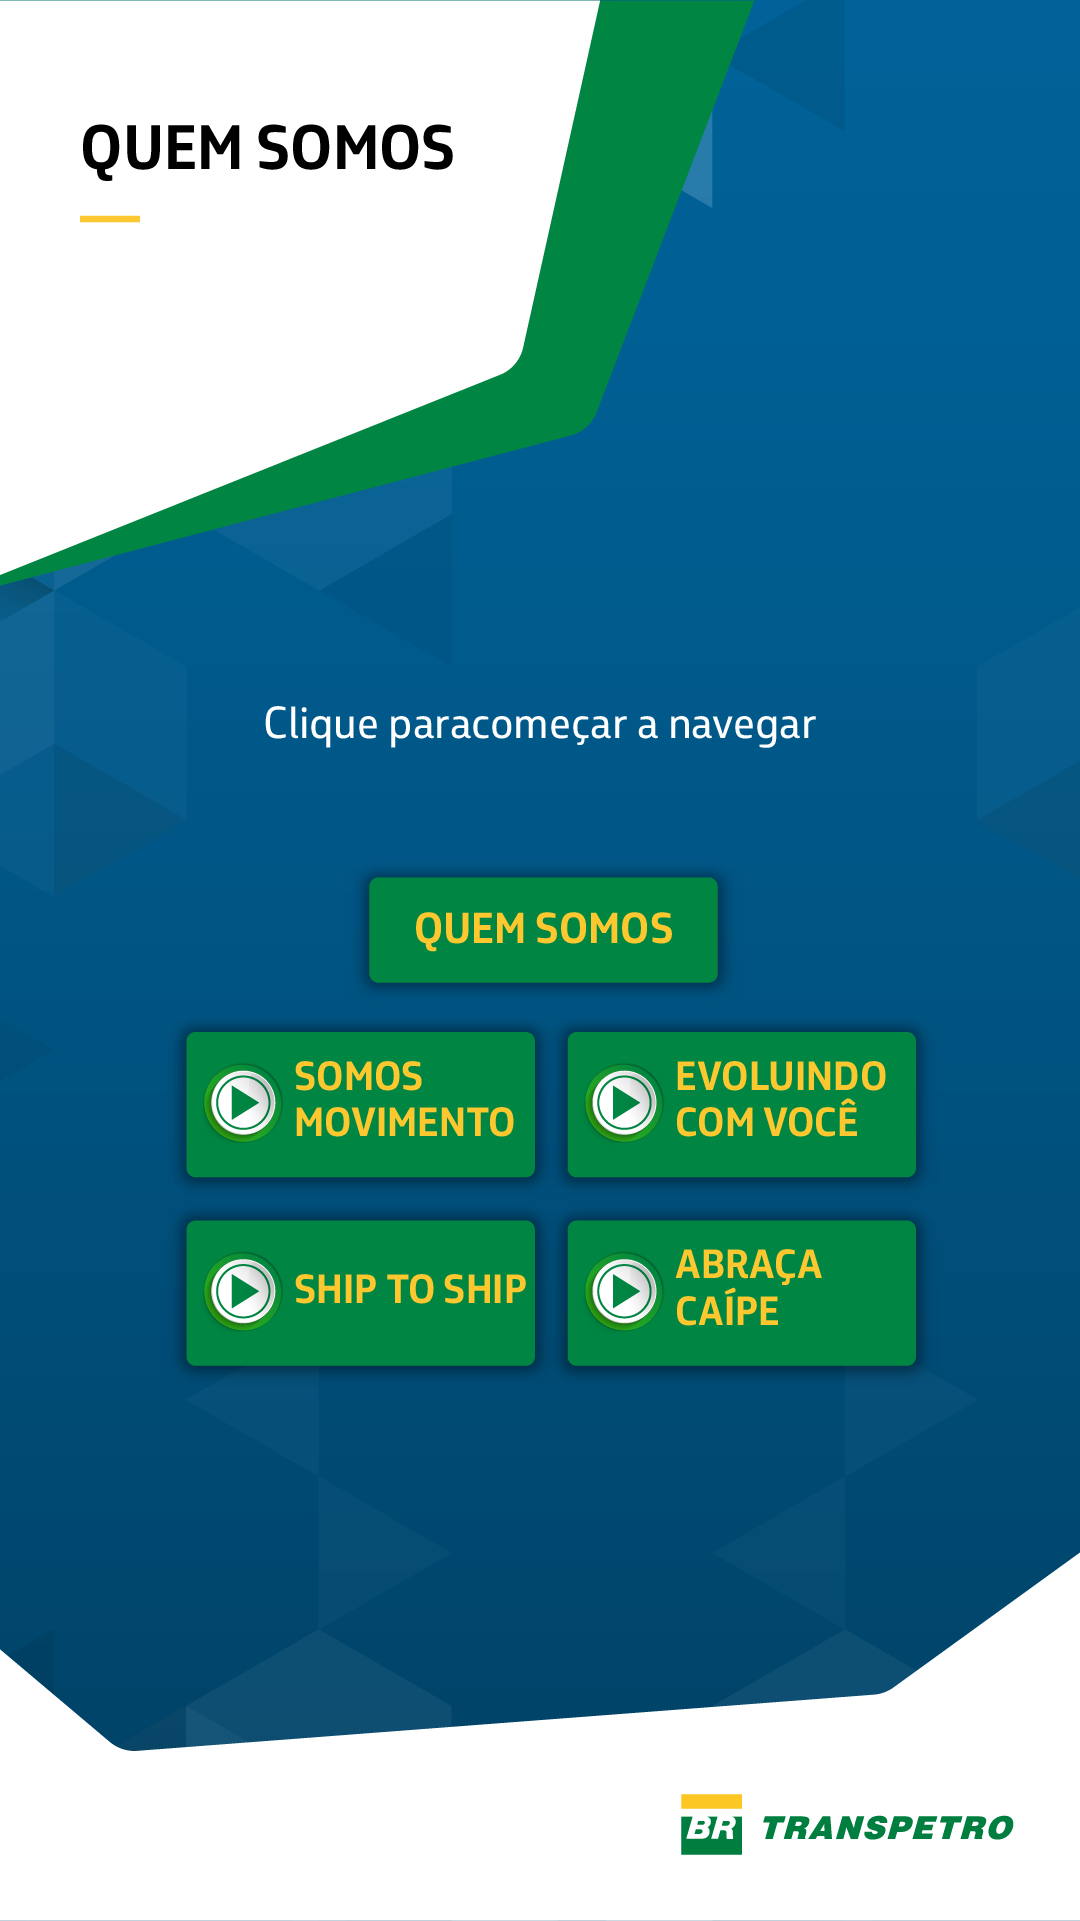 QUEM SOMOS
Clique paracomeçar a navegar
QUEM SOMOS
SOMOS
MOVIMENTO
EVOLUINDO
COM VOCÊ
SHIP TO SHIP
ABRAÇA
CAÍPE
BR TRANSPETRO